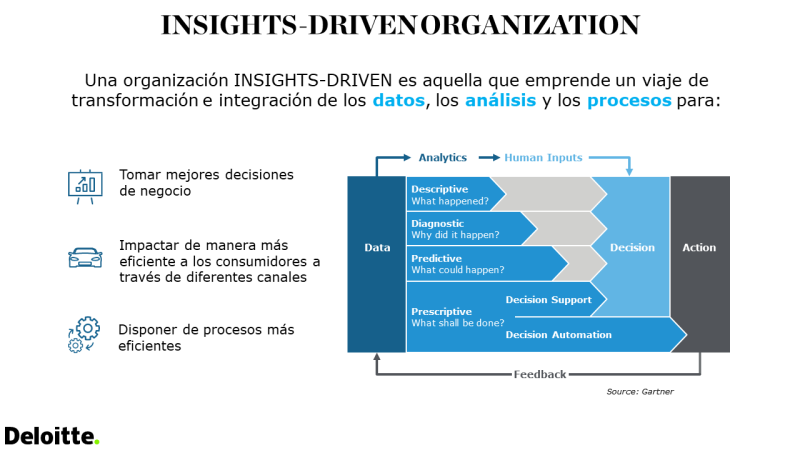 INSIGHTS-DRIVEN ORGANIZATION
Una organización INSIGHTS-DRIVEN es aquella que emprende un viaje de
transformación e integración de los datos, los análisis y los procesos para:
Tomar mejores decisiones
de negocio
Impactar de manera más
eficiente a los consumidores a
través de diferentes canales
Disponer de procesos más
eficientes
Analytics
Human Inputs
Data
Descriptive
What happened?
Diagnostic
Why did it happen?
Predictive
What could happen?
Prescriptive
What shall be done?
Decision Support
Decision Automation
Decision
Action
Feedback
Source: Gartner
Deloitte.